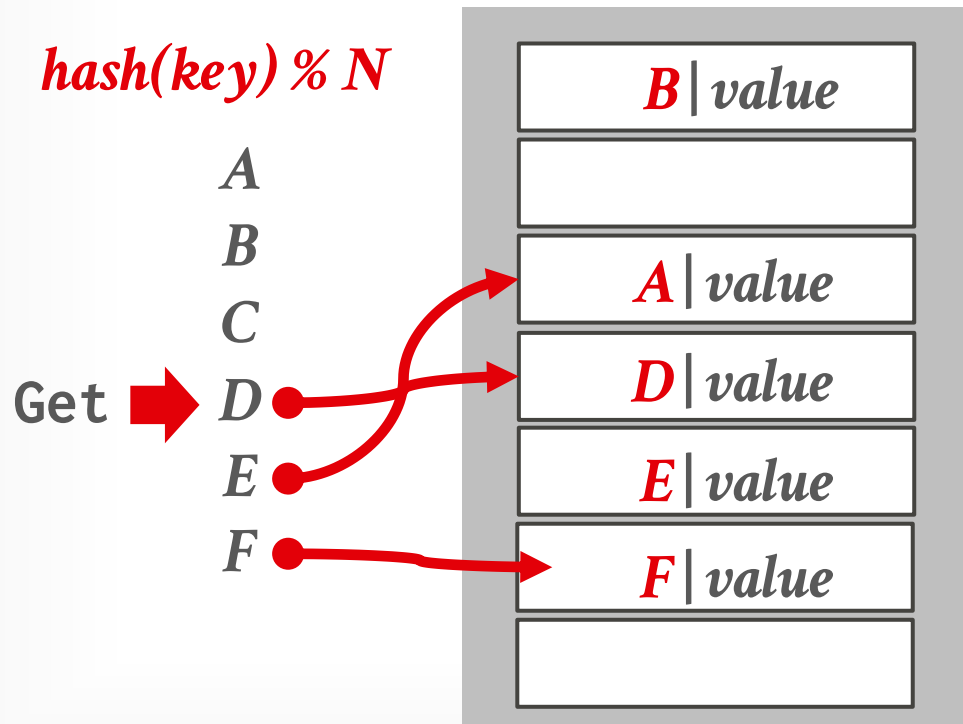 hash(key) % N
A
B
C
Get D
E
F
B|value
A|value
D|value
E|value
F|value